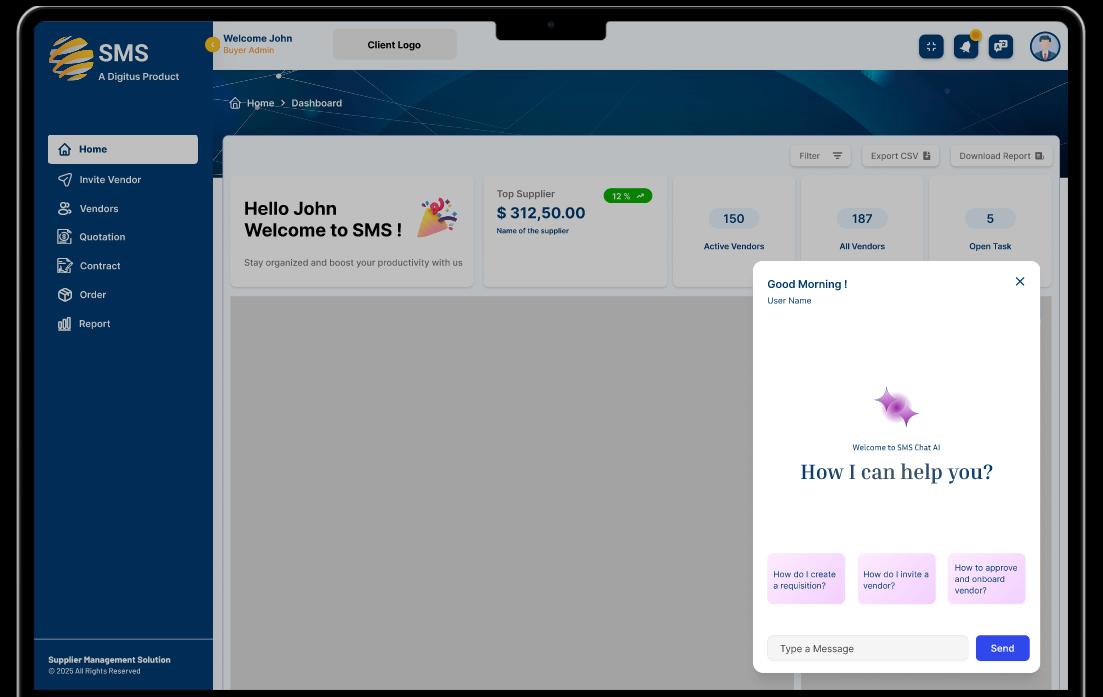 SMS
A Digitus Product
Welcome John
Buyer Admin
Client Logo
Home > Dashboard
Home
Invite Vendor
Vendors
Quotation
Contract
Order
Report
Filter
Export CSV
Download Report
Hello John
Welcome to SMS !
Stay organized and boost your productivity with us
Top Supplier
12 %
$ 312,50.00
Name of the supplier
150
Active Vendors
187
All Vendors
5
Open Task
Good Morning !
User Name
Welcome to SMS Chat AI
How I can help you?
How do I create
a requisition?
How do I invite a
vendor?
How to approve
and onboard
vendor?
Type a Message
Send
Supplier Management Solution
© 2025 All Rights Reserved